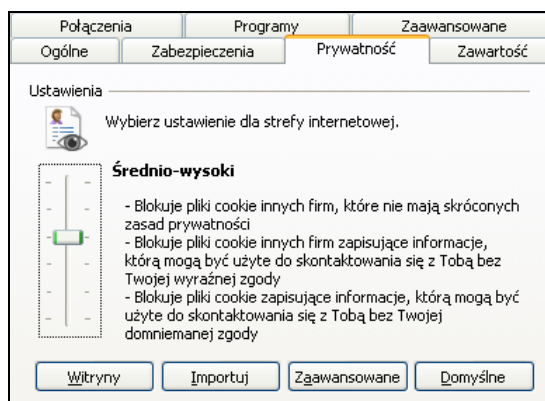 Połączenia Programy Zaawansowane
Ogólne Zabezpieczenia Prywatność Zawartość
Ustawienia
Wybierz ustawienie dla strefy internetowej.
Średnio-wysoki
- Blokuje pliki cookie innych firm, które nie mają skróconych
zasad prywatności
- Blokuje pliki cookie innych firm zapisujące informacje,
którą mogą być użyte do skontaktowania się z Tobą bez
Twojej wyraźnej zgody
- Blokuje pliki cookie zapisujące informacje, którą mogą być
użyte do skontaktowania się z Tobą bez Twojej
domniemanej zgody
Witryny Importuj Zaawansowane Domyślne